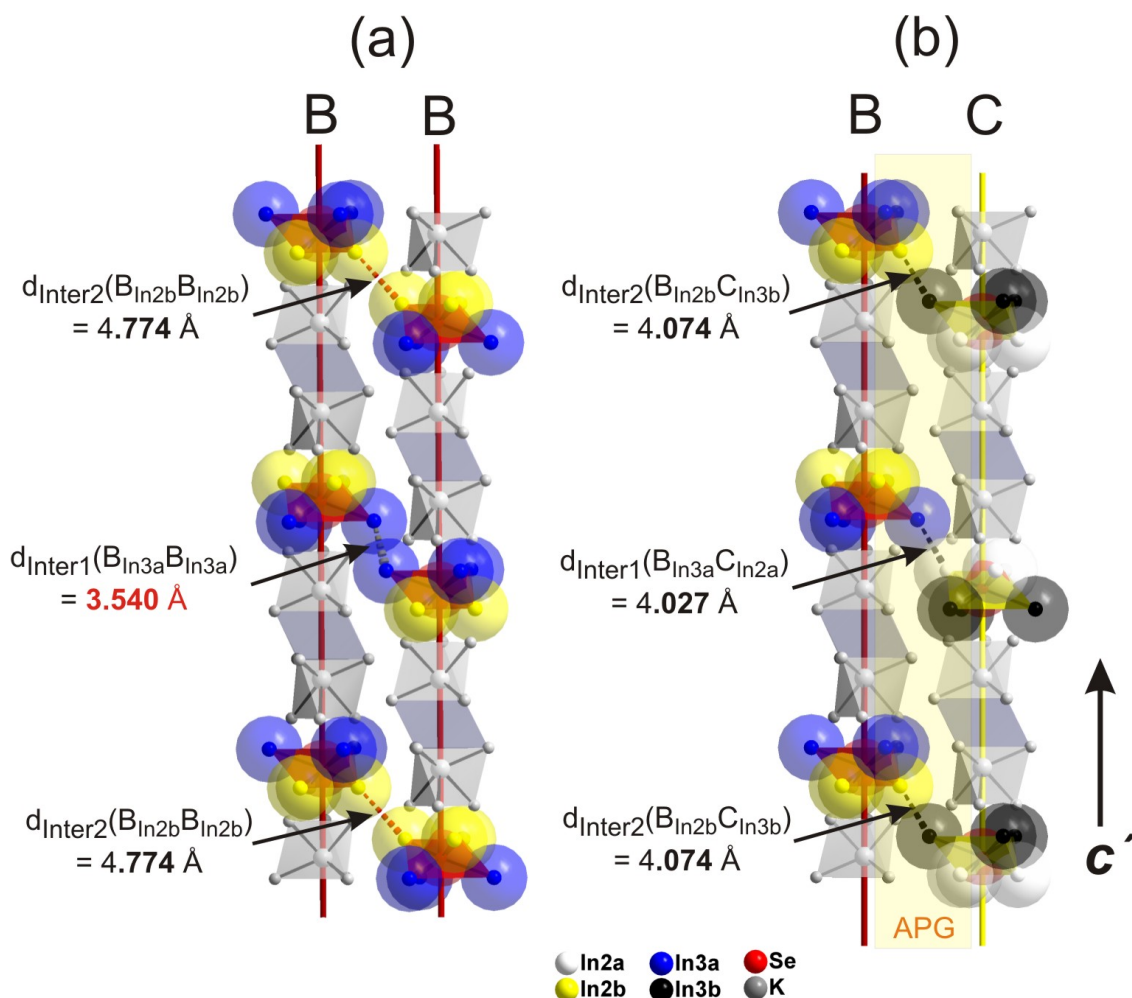 (a)
(b)
B B
B C
dInter2(BIn2bBIn2b)
= 4.774 Å
dInter2(BIn2bCIn3b)
= 4.074 Å
dInter1(BIn3aBIn3a)
= 3.540 Å
dInter1(BIn3aCIn2a)
= 4.027 Å
dInter2(BIn2bBIn2b)
= 4.774 Å
dInter2(BIn2bCIn3b)
= 4.074 Å
c´
APG
In2a In3a Se
In2b In3b K